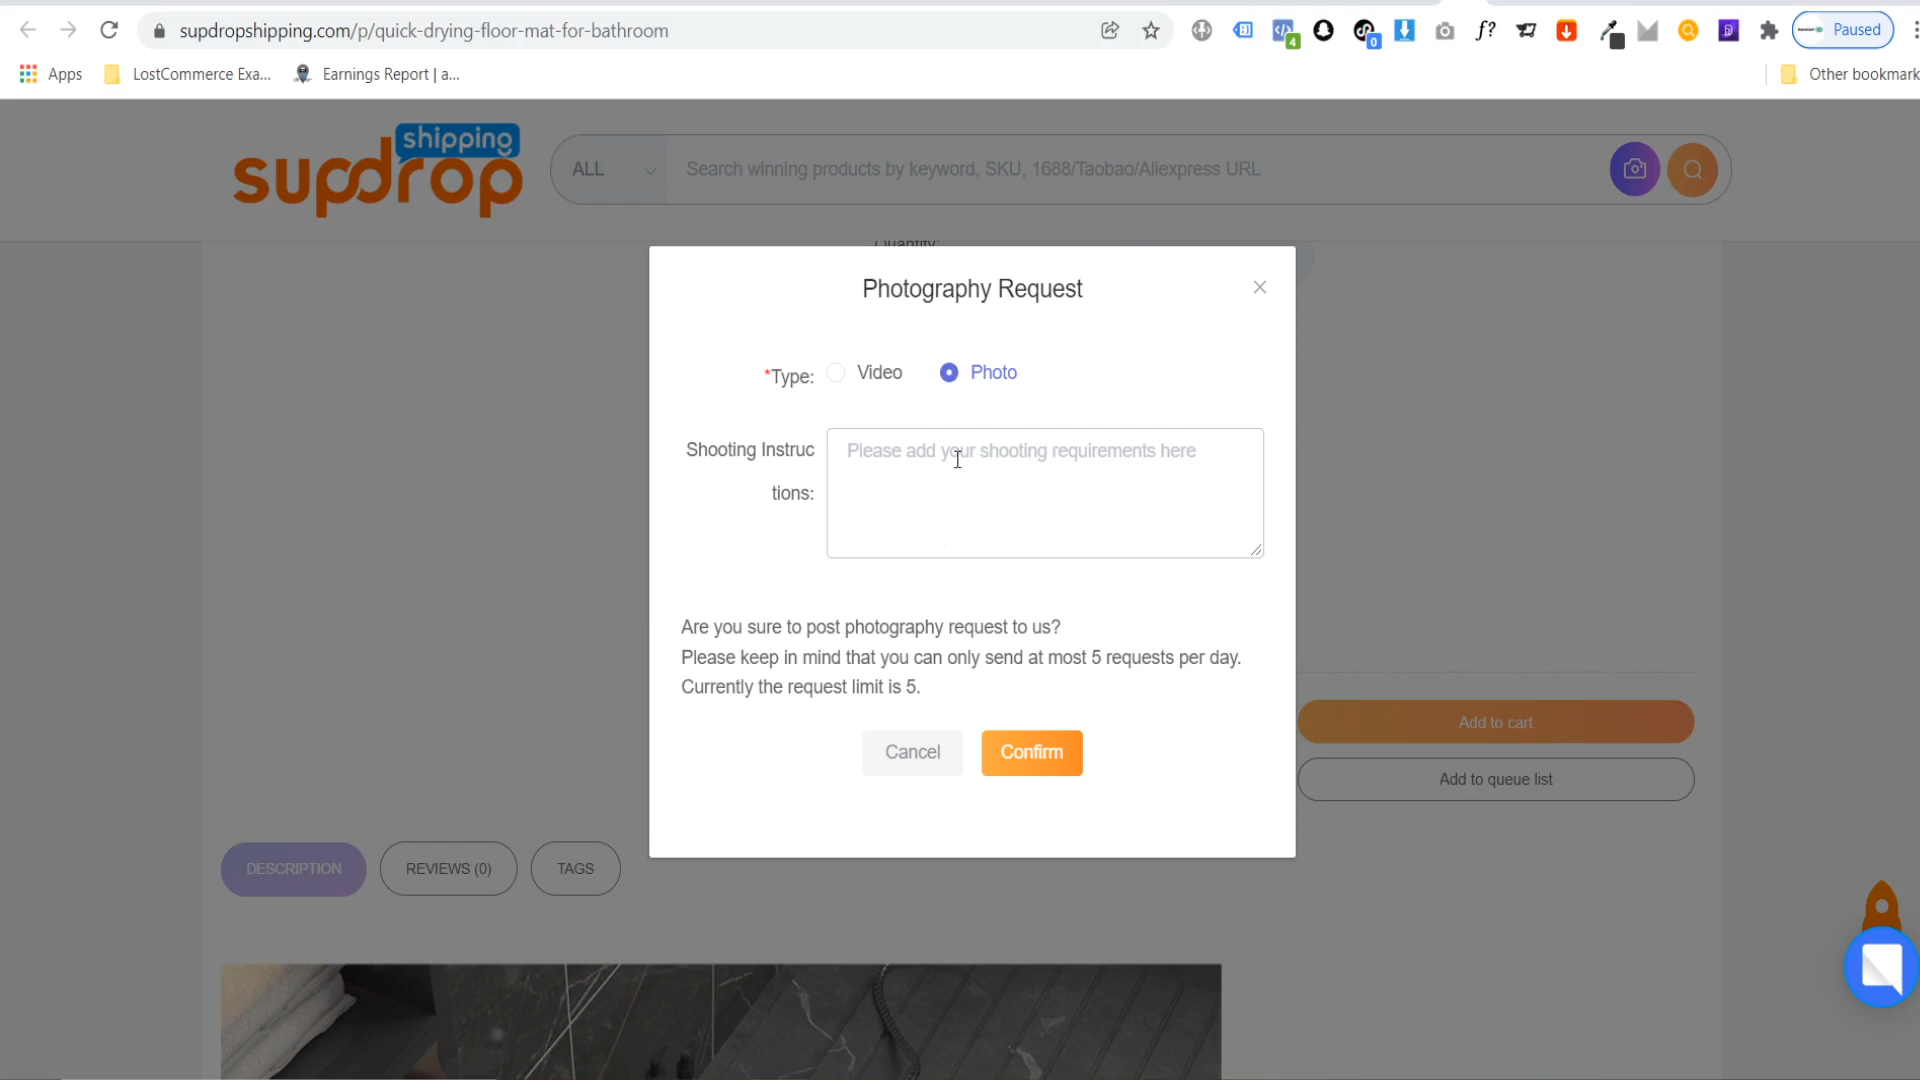 supdropshipping.com/p/quick-drying-floor-mat-for-bathroom
4
0
f?
Paused
Apps
LostCommerce Exa...
Earnings Report | a...
Other bookmark
shipping
supdrop
ALL
Search winning products by keyword, SKU, 1688/Taobao/Aliexpress URL
Quantity:
Photography Request
*Type:
Video
Photo
Shooting Instruc
tions:
Please add your shooting requirements here
Are you sure to post photography request to us?
Please keep in mind that you can only send at most 5 requests per day.
Currently the request limit is 5.
Cancel
Confirm
Add to cart
Add to queue list
DESCRIPTION
REVIEWS (0)
TAGS